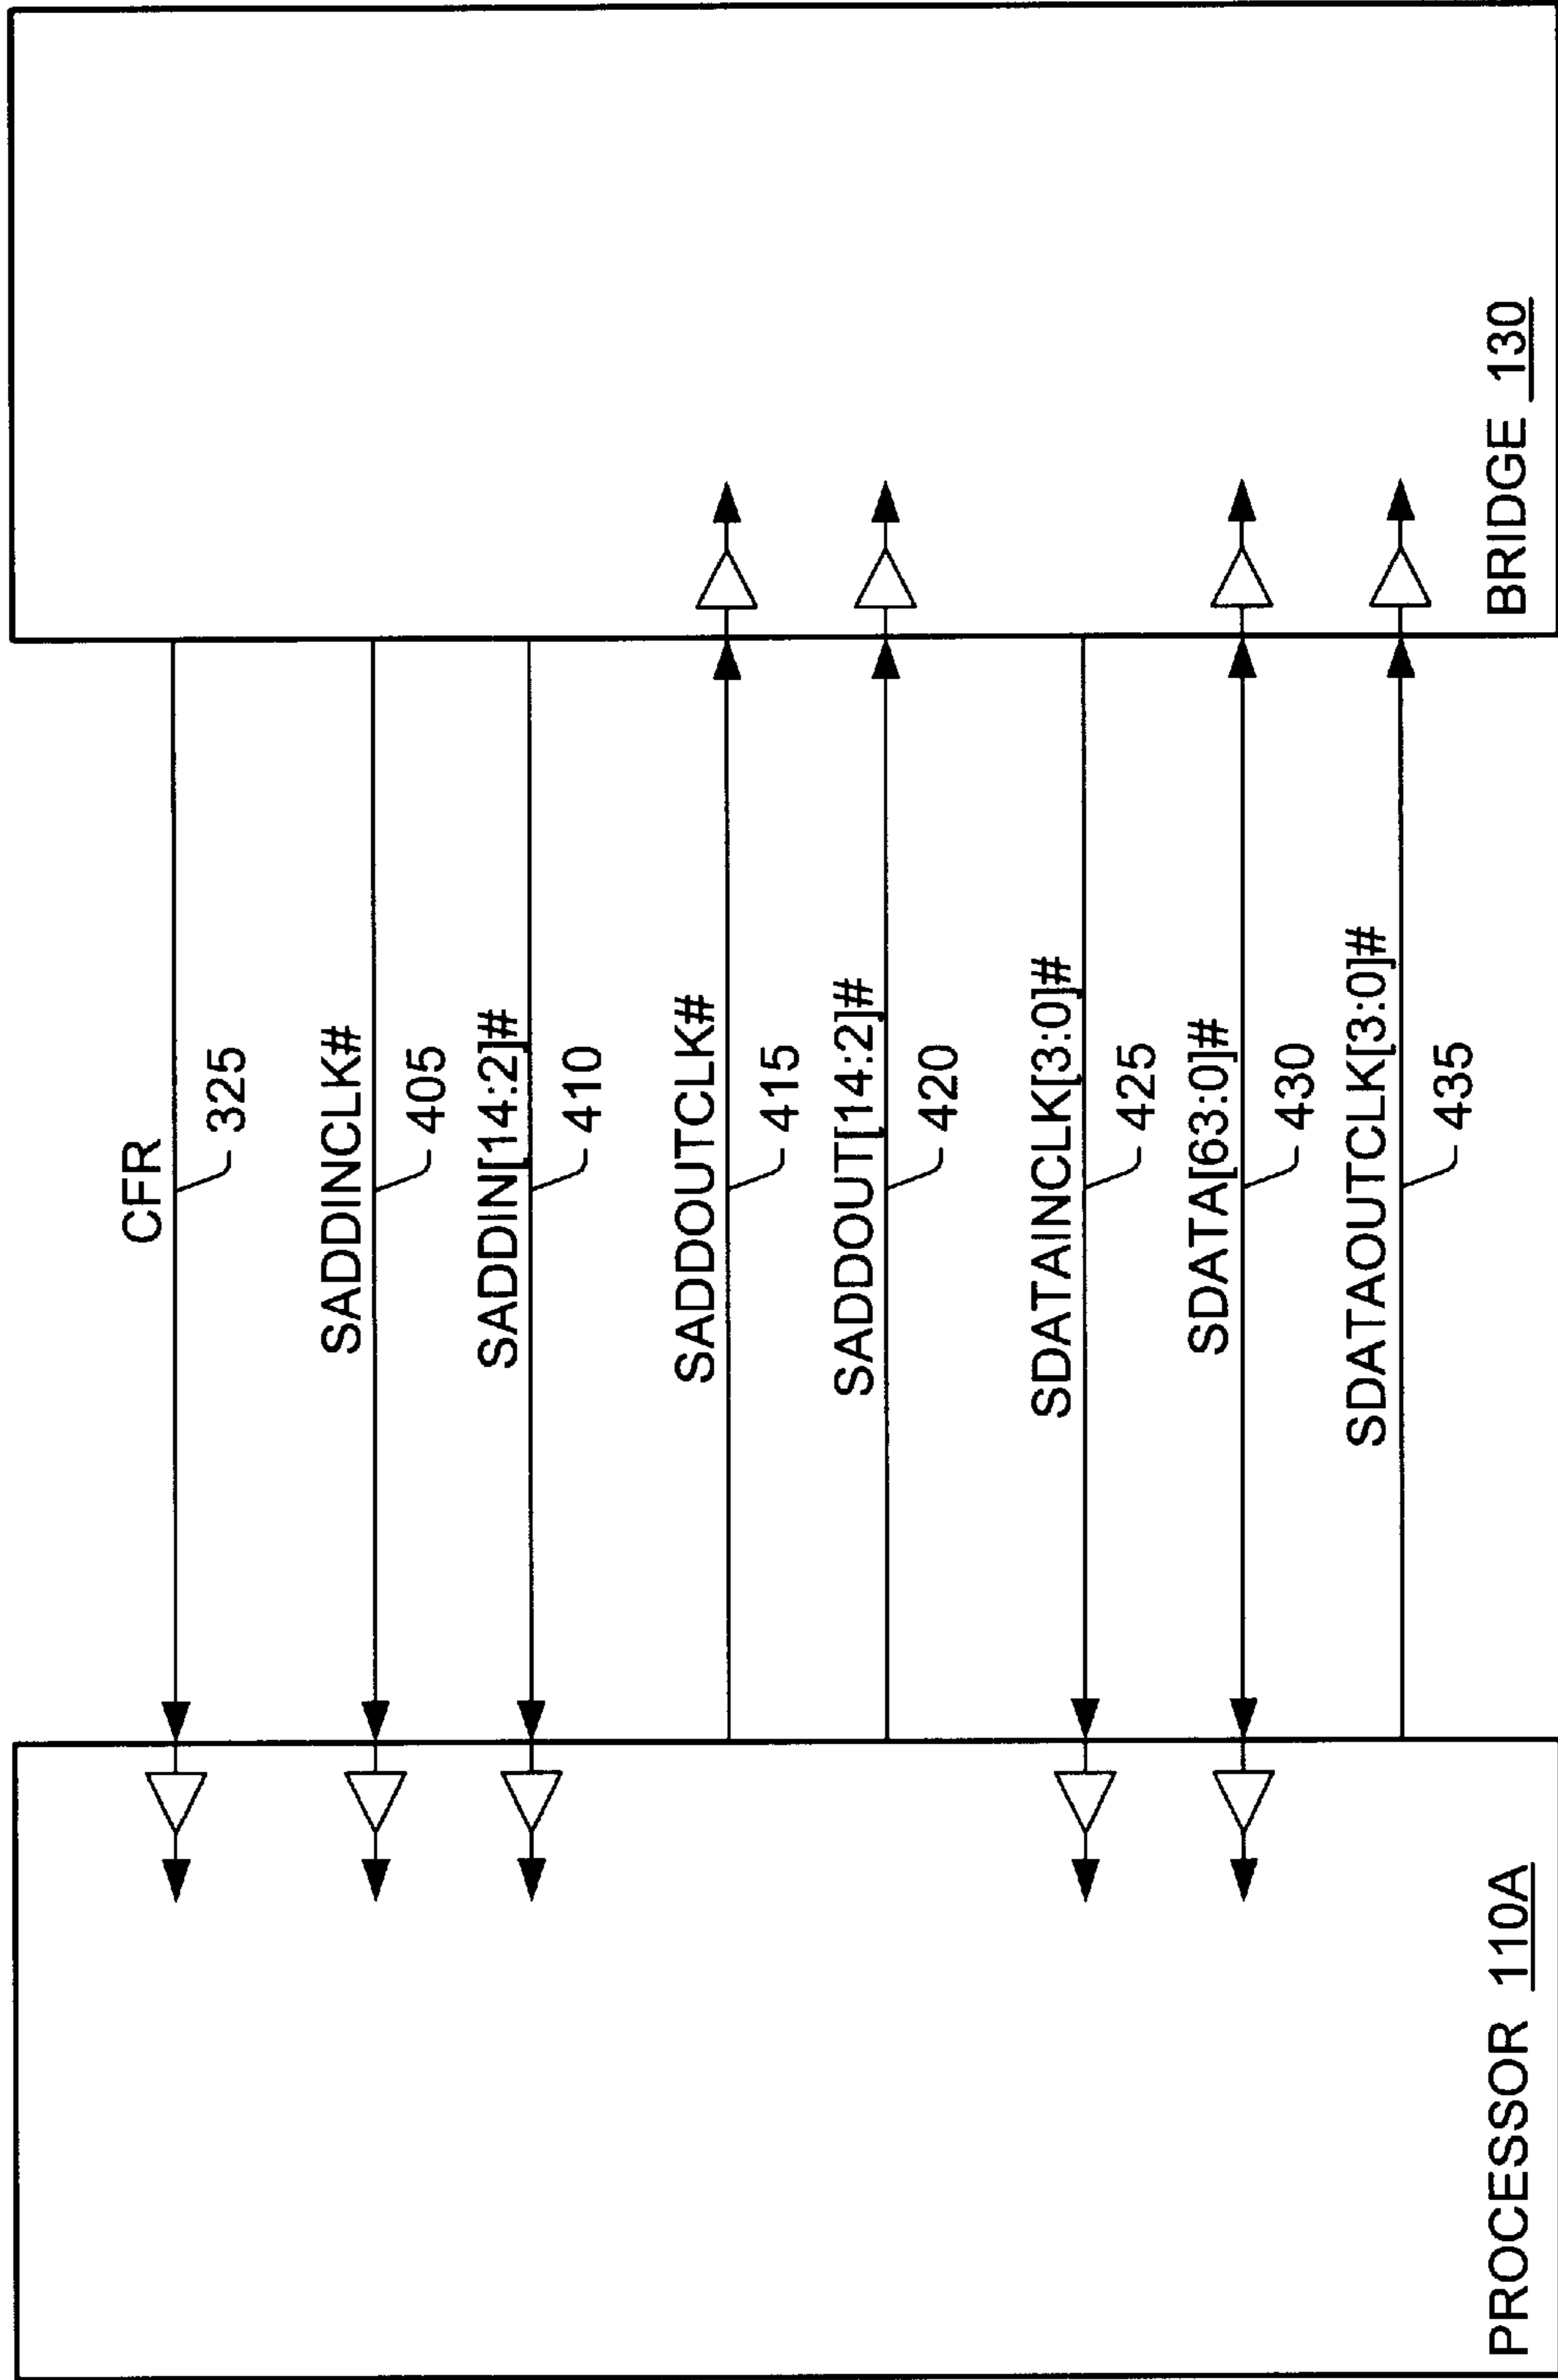 CFR
325
SADDINCLK#
405
SADDIN[14:2]#
410
SADDOUTCLK#
415
SADDOUT[14:2]#
420
SDATAINCLK[3:0]#
425
SDATA[63:0]#
430
SDATAOUTCLK[3:0]#
435
PROCESSOR 110A
BRIDGE 130